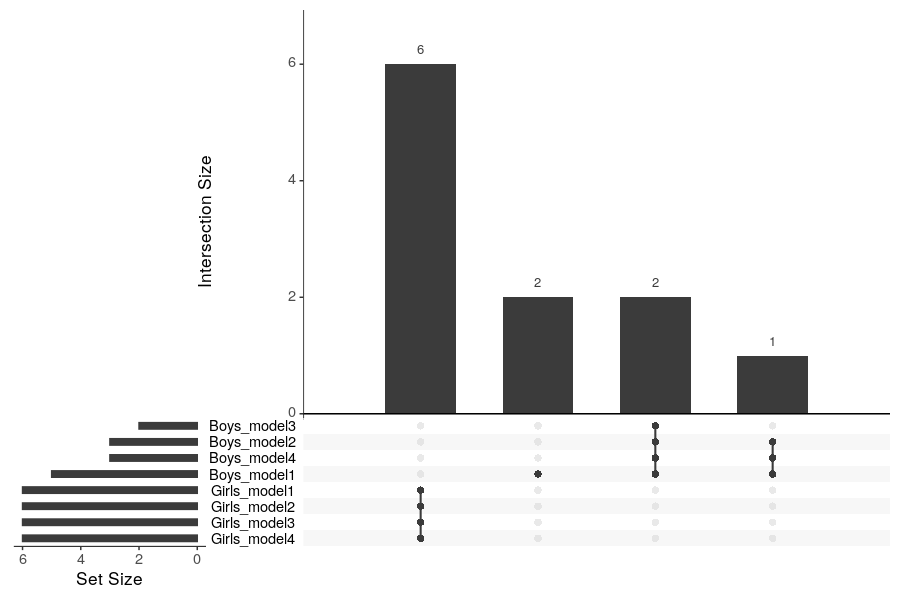 6
6
4
2
2
2
1
0
Intersection Size
Boys_model3
Boys_model2
Boys_model4
Boys_model1
Girls_model1
Girls_model2
Girls_model3
Girls_model4
6 4 2 0
Set Size